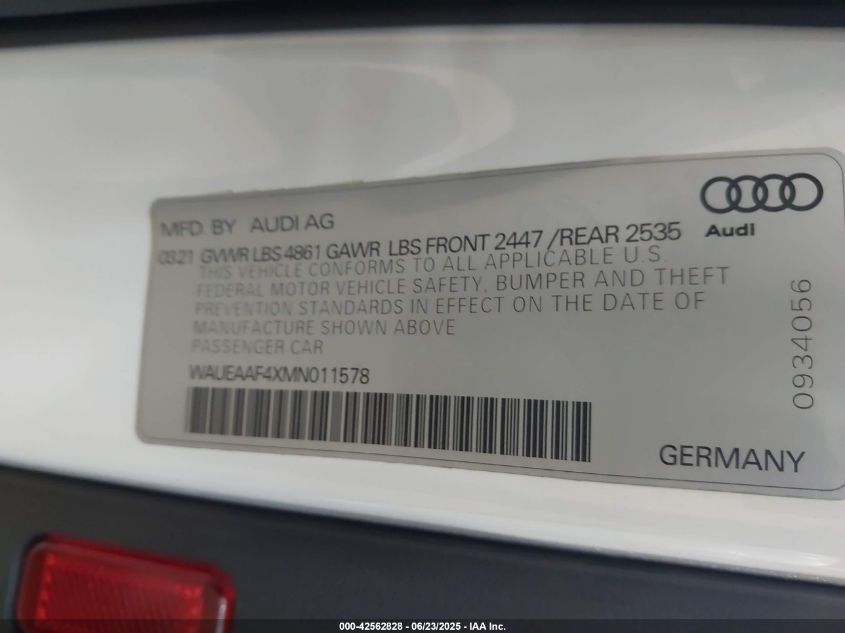 MFD. BY AUDI AG
03.21 GVWR LBS 4861 GAWR LBS FRONT 2447 /REAR 2535
THIS VEHICLE CONFORMS TO ALL APPLICABLE U.S.
FEDERAL MOTOR VEHICLE SAFETY, BUMPER AND THEFT
PREVENTION STANDARDS IN EFFECT ON THE DATE OF
MANUFACTURE SHOWN ABOVE
PASSENGER CAR
WAUEAAF4XMN011578
Audi
0934056
GERMANY
000-42562828 - 06/23/2025 - IAA Inc.